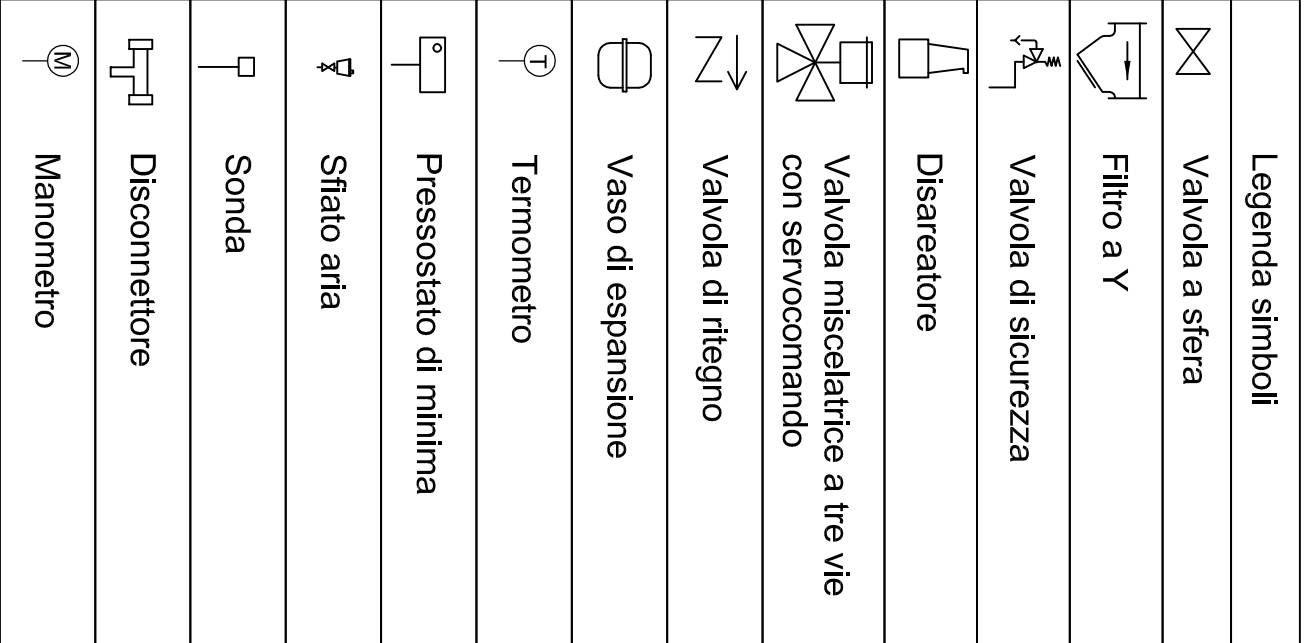 Legenda simboli
Valvola a sfera
Filtro a Y
Valvola di sicurezza
Disareatore
Valvola miscelatrice a tre vie
con servocomando
Valvola di ritegno
Vaso di espansione
T
Termometro
Pressostato di minima
Sfiato aria
Sonda
Disconnettore
M
Manometro